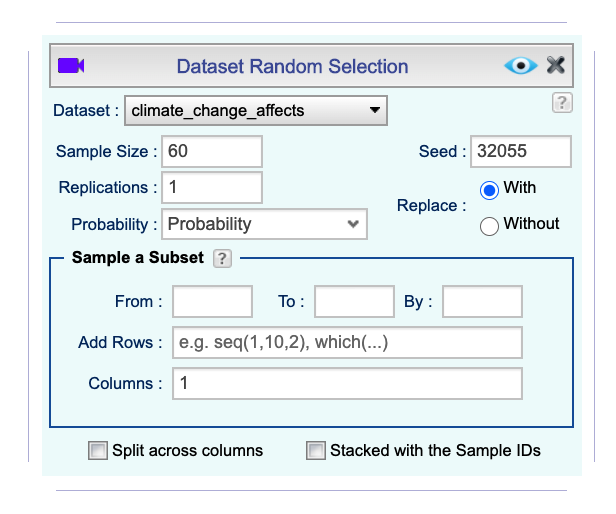 Dataset Random Selection
Dataset : climate_change_affects
?
Sample Size : 60 Seed : 32055
Replications : 1 With
Replace :
Probability : Probability Without
Sample a Subset ?
From : To : By :
Add Rows : e.g. seq(1,10,2), which(...)
Columns : 1
Split across columns Stacked with the Sample IDs